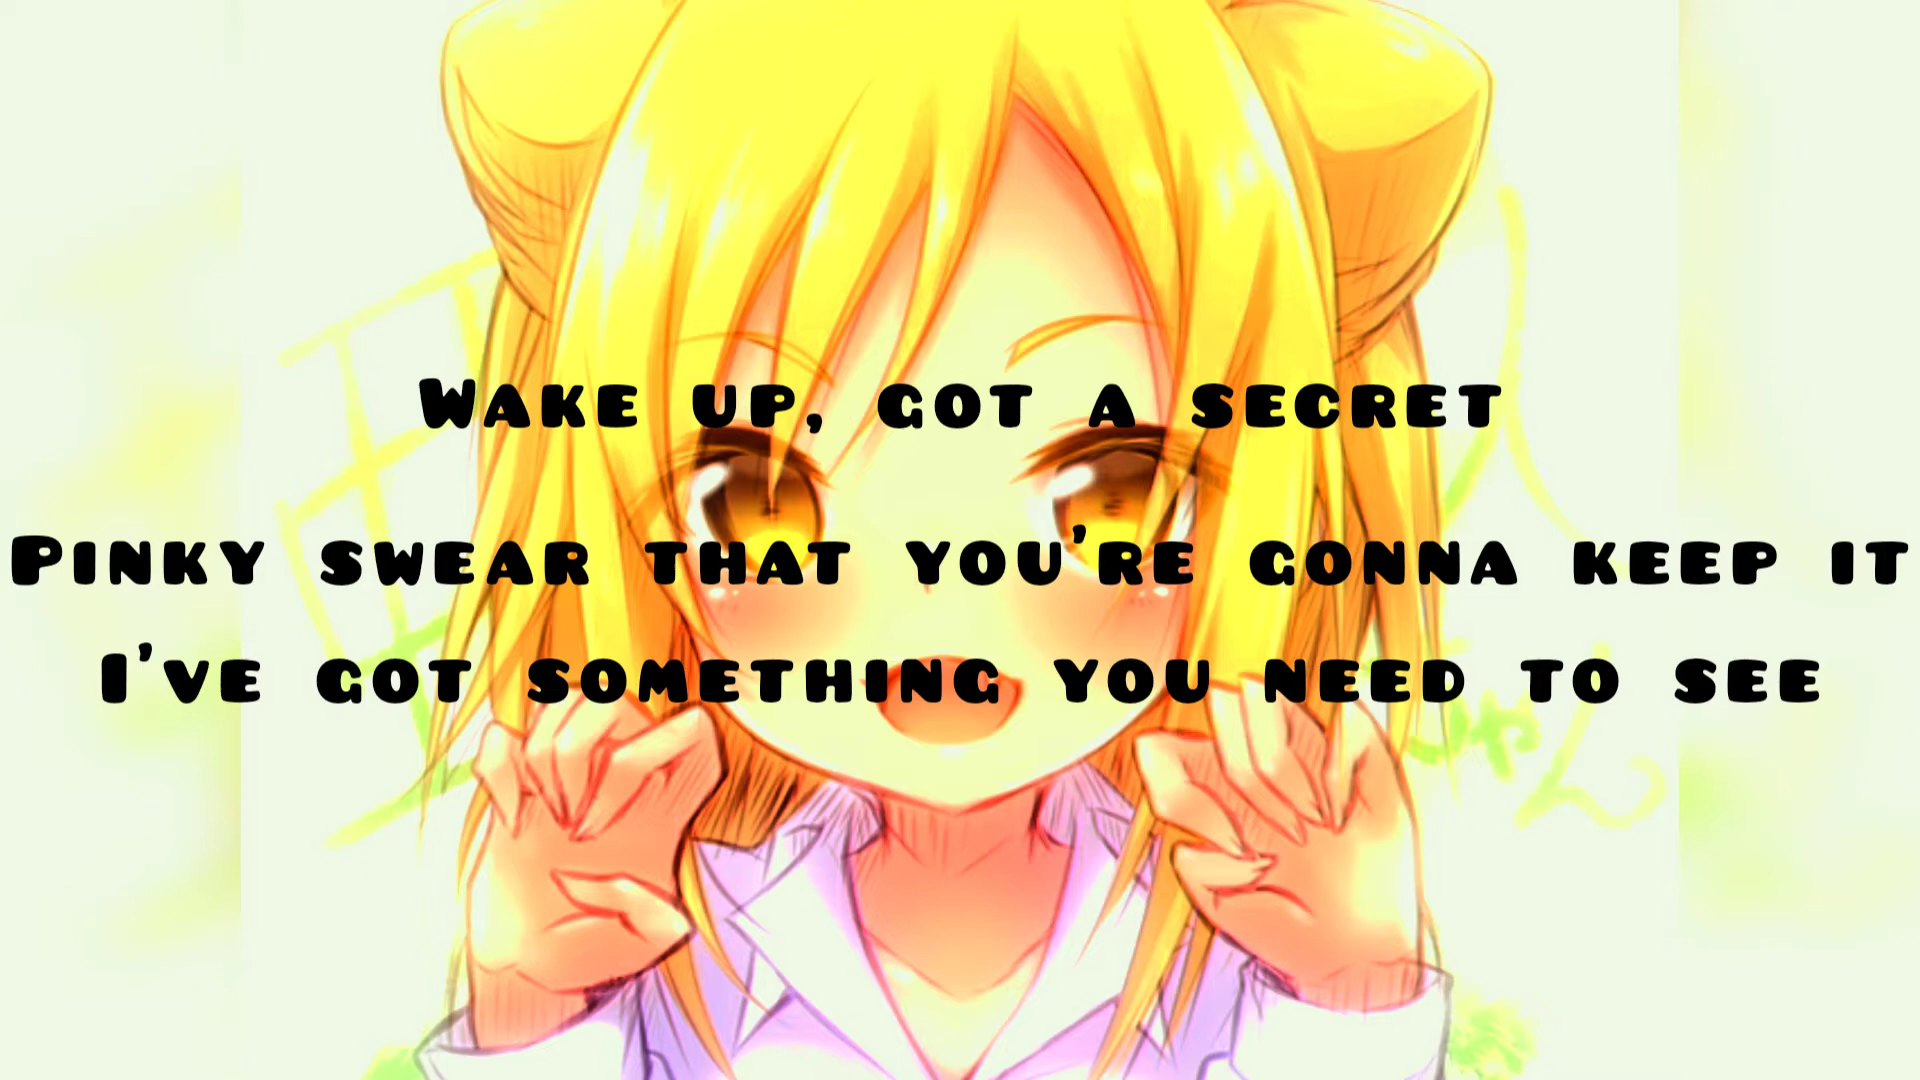 Wake up, got a secret
Pinky swear that you're gonna keep it
I've got something you need to see